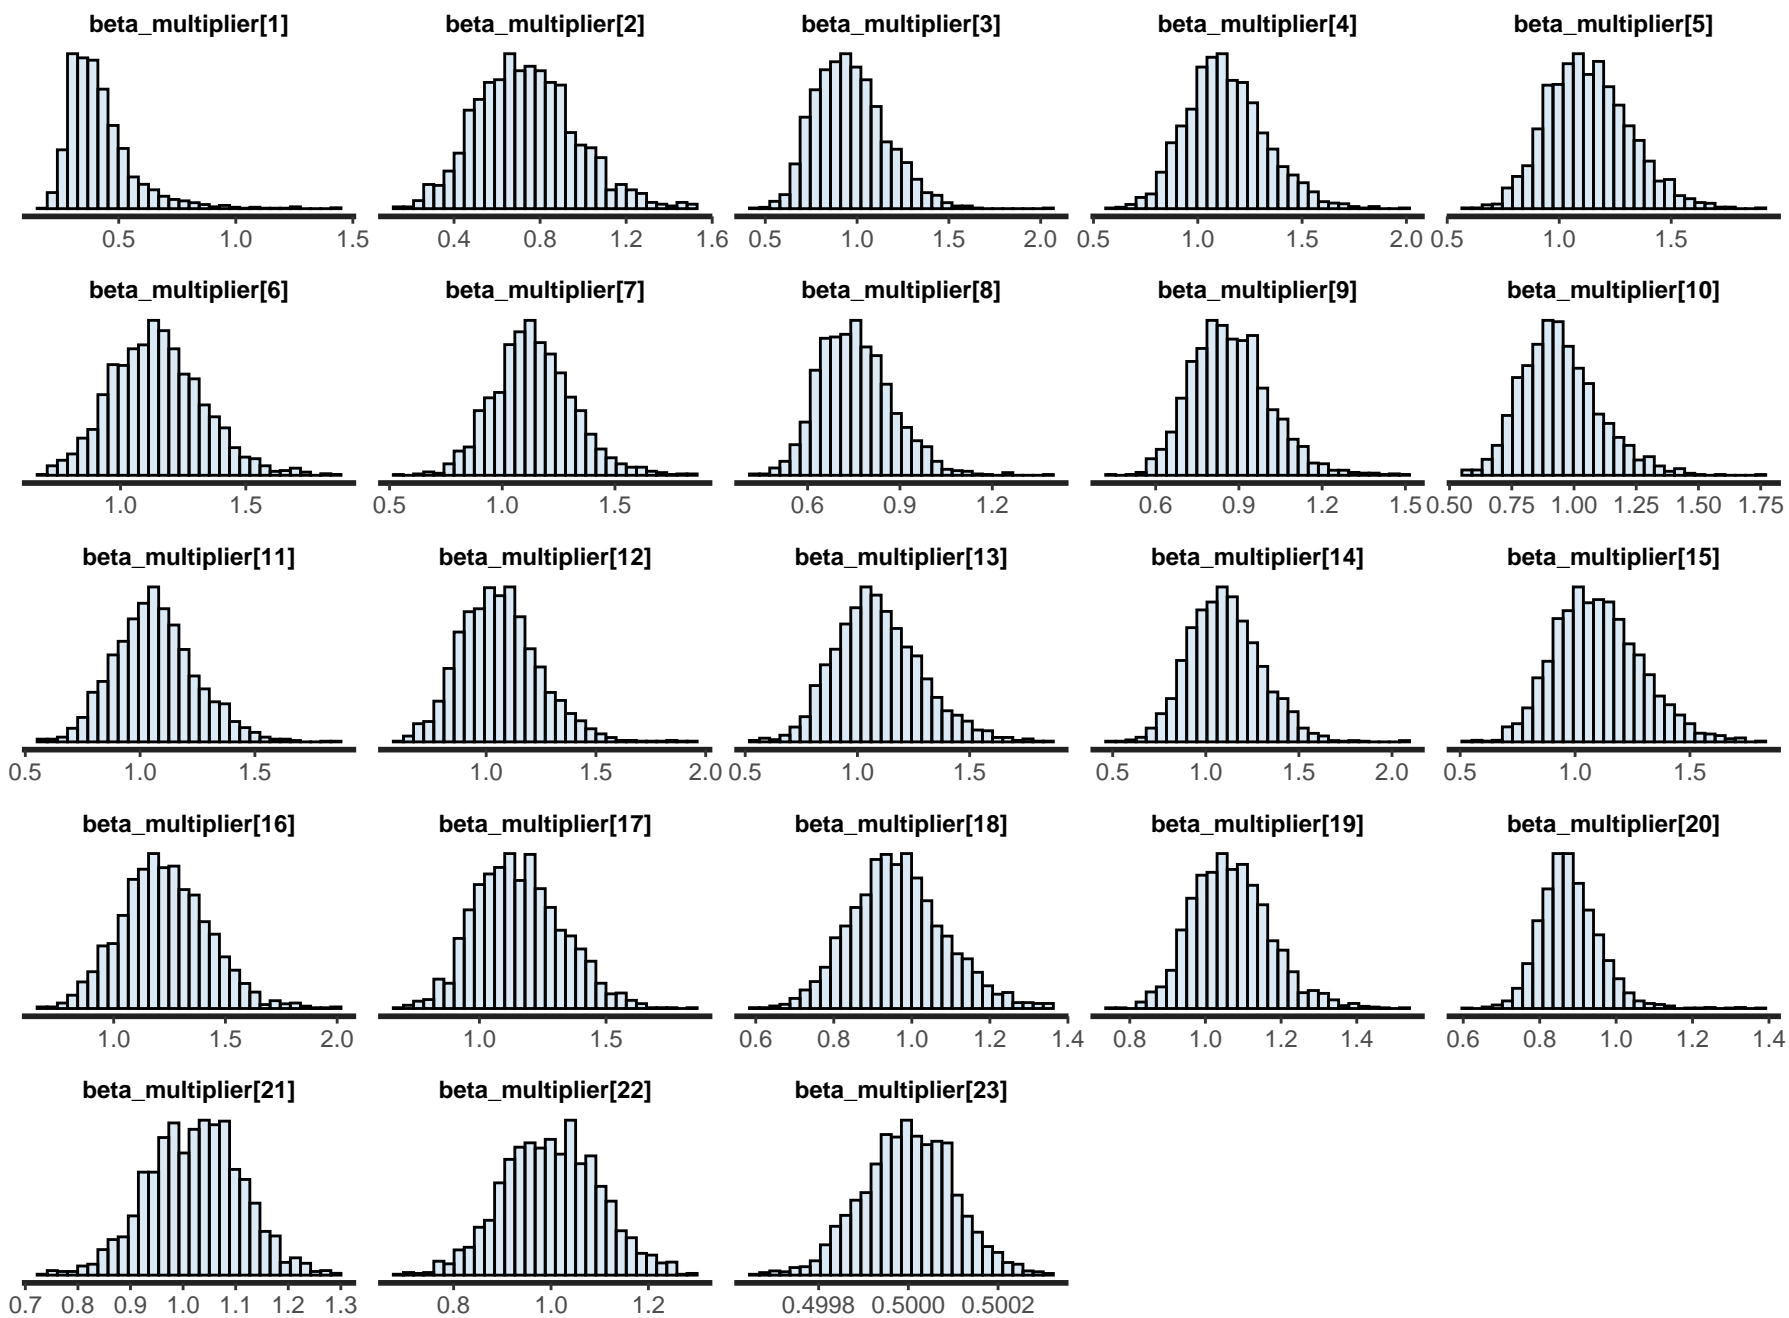 beta_multiplier[1] beta_multiplier[2] beta_multiplier[3] beta_multiplier[4] beta_multiplier[5]
0.5 1.0 1.5 0.4 0.8 1.2 1.6 0.5 1.0 1.5 2.0 0.5 1.0 1.5 2.0 0.5 1.0 1.5
beta_multiplier[6] beta_multiplier[7] beta_multiplier[8] beta_multiplier[9] beta_multiplier[10]
1.0 1.5 0.5 1.0 1.5 0.6 0.9 1.2 0.6 0.9 1.2 1.5 0.50 0.75 1.00 1.25 1.50 1.75
beta_multiplier[11] beta_multiplier[12] beta_multiplier[13] beta_multiplier[14] beta_multiplier[15]
0.5 1.0 1.5 1.0 1.5 2.0 0.5 1.0 1.5 0.5 1.0 1.5 2.0 0.5 1.0 1.5
beta_multiplier[16] beta_multiplier[17] beta_multiplier[18] beta_multiplier[19] beta_multiplier[20]
1.0 1.5 2.0 1.0 1.5 0.6 0.8 1.0 1.2 1.4 0.8 1.0 1.2 1.4 0.6 0.8 1.0 1.2 1.4
beta_multiplier[21] beta_multiplier[22] beta_multiplier[23]
0.7 0.8 0.9 1.0 1.1 1.2 1.3 0.8 1.0 1.2 0.4998 0.5000 0.5002